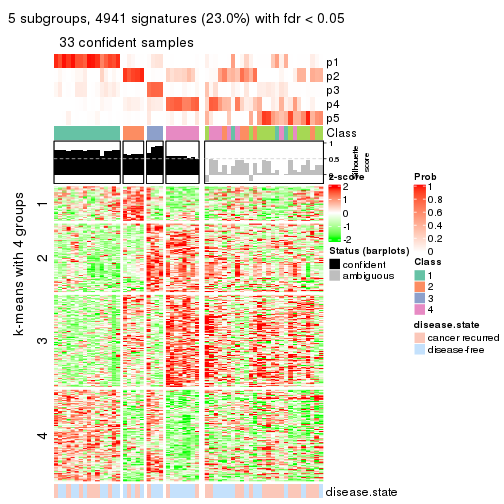 5 subgroups, 4941 signatures (23.0%) with fdr < 0.05
33 confident samples
p1
p2
p3
p4
p5
Class
1
0.5
0
Silhouette
score
k-means with 4 groups
1
2
3
4
z-score
2
1
0
-1
-2
Status (barplots)
confident
ambiguous
Prob
1
0.8
0.6
0.4
0.2
0
Class
1
2
3
4
disease.state
cancer recurred
disease-free
disease.state